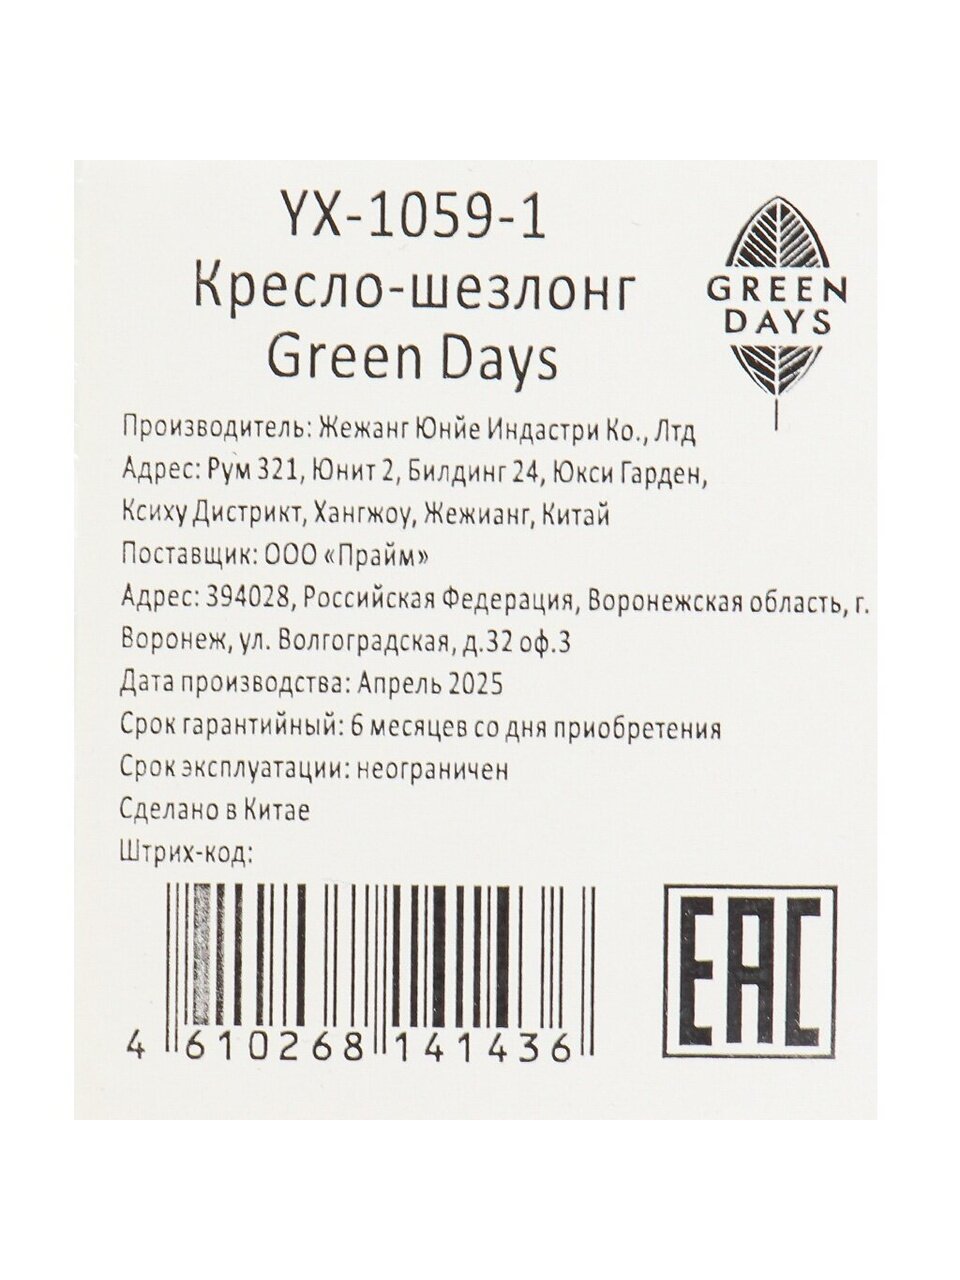 YX-1059-1
Кресло-шезлонг
Green Days
GREEN
DAYS
Производитель: Жежанг Юнйе Индастри Ко., Лтд
Адрес: Рум 321, Юнит 2, Билдинг 24, Юкси Гарден,
Ксиху Дистрикт, Хангжоу, Жежианг, Китай
Поставщик: ООО «Прайм»
Адрес: 394028, Российская Федерация, Воронежская область, г.
Воронеж, ул. Волгоградская, д.32 оф.3
Дата производства: Апрель 2025
Срок гарантийный: 6 месяцев со дня приобретения
Срок эксплуатации: неограничен
Сделано в Китае
Штрих-код:
4 610268 141436
EAC